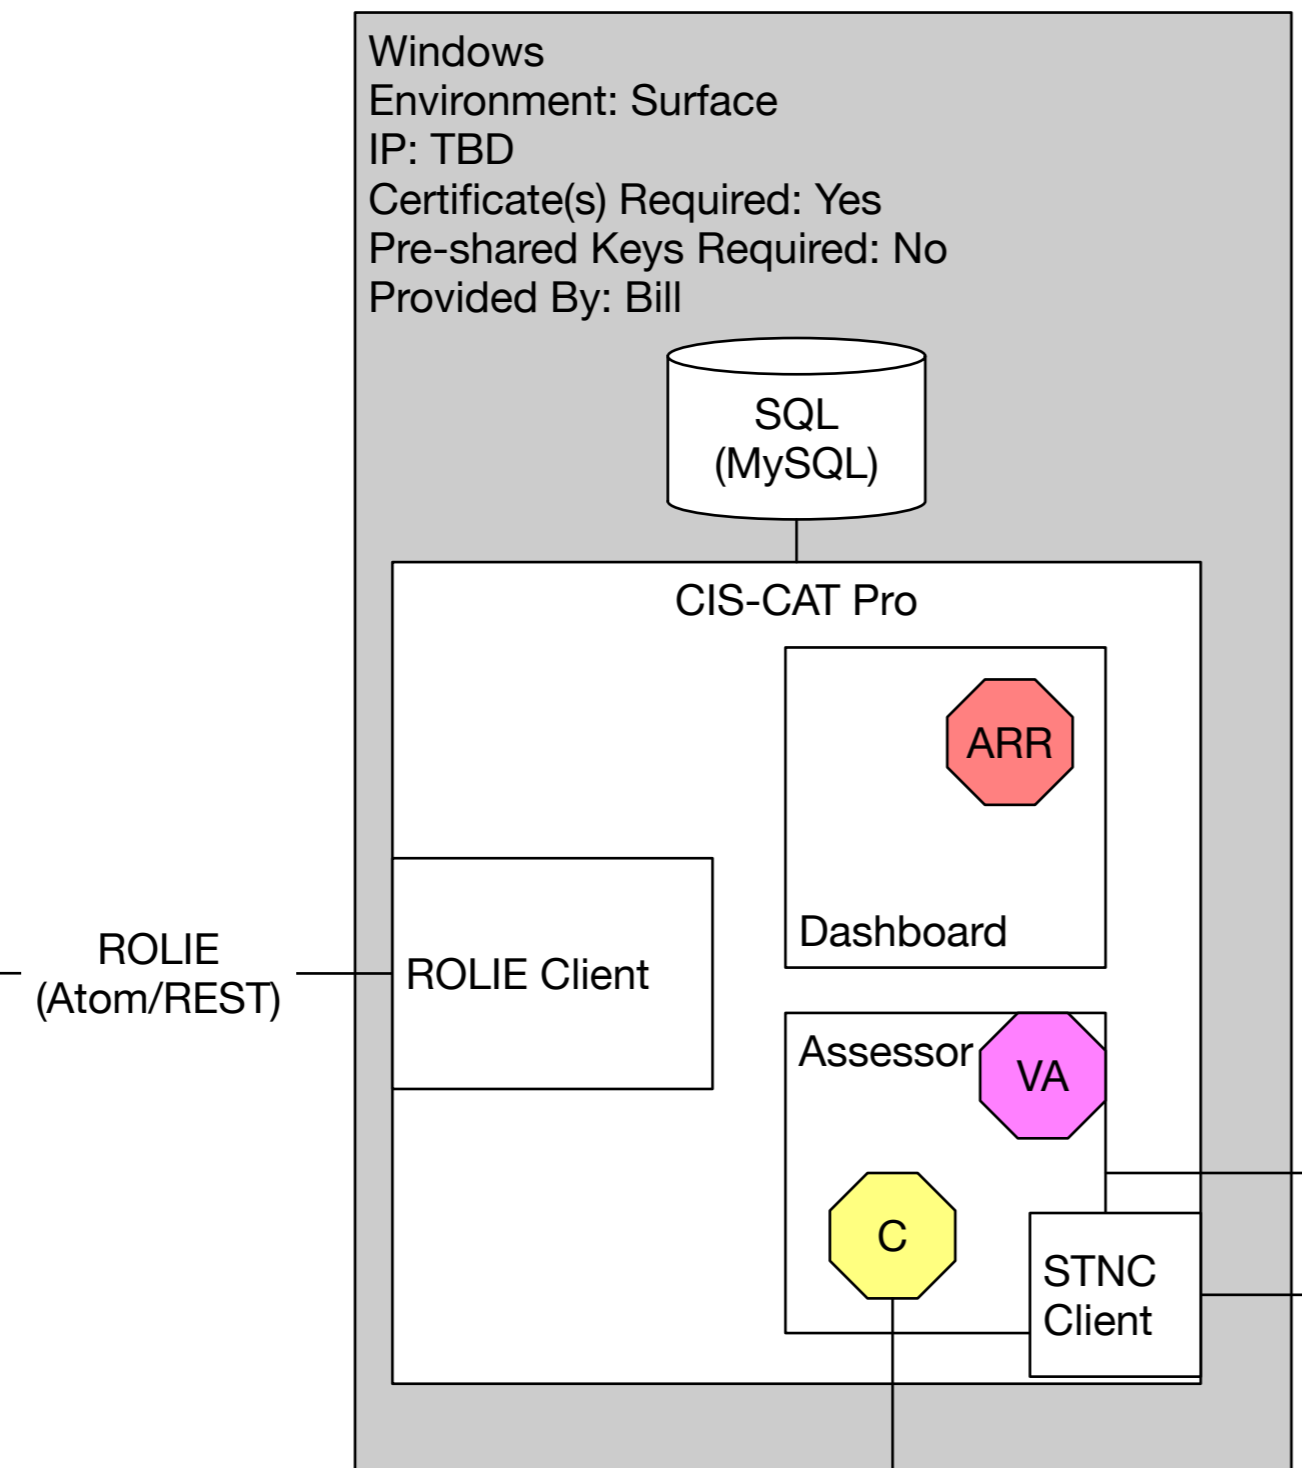 Windows
Environment: Surface
IP: TBD
Certificate(s) Required: Yes
Pre-shared Keys Required: No
Provided By: Bill
SQL
(MySQL)
CIS-CAT Pro
ARR
Dashboard
ROLIE
(Atom/REST)
ROLIE Client
Assessor
VA
C
STNC
Client